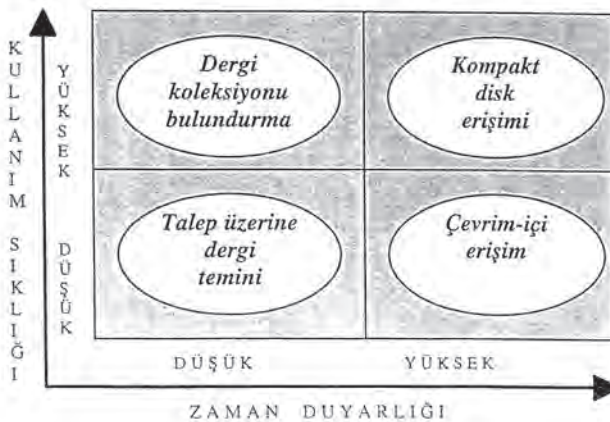 KULLANIM SIKLIĞI
YÜKSEK
DÜŞÜK
Dergi
koleksiyonu
bulundurma
Kompakt
disk
erişimi
Talep üzerine
dergi
temini
Çevrim-içi
erişim
DÜŞÜK
YÜKSEK
ZAMAN DUYARLIĞI